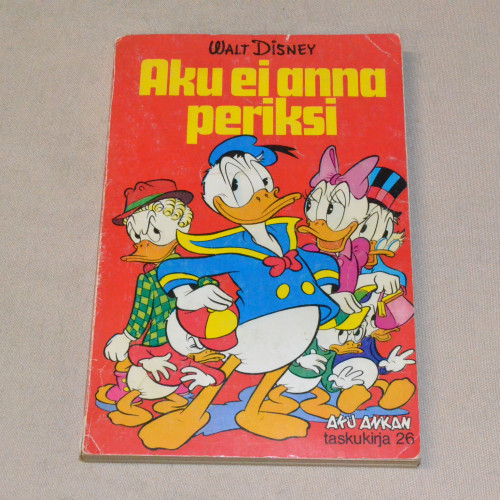 WALT DISNEY
Aku ei anna
periksi
AKU ANKAN
taskukirja 26